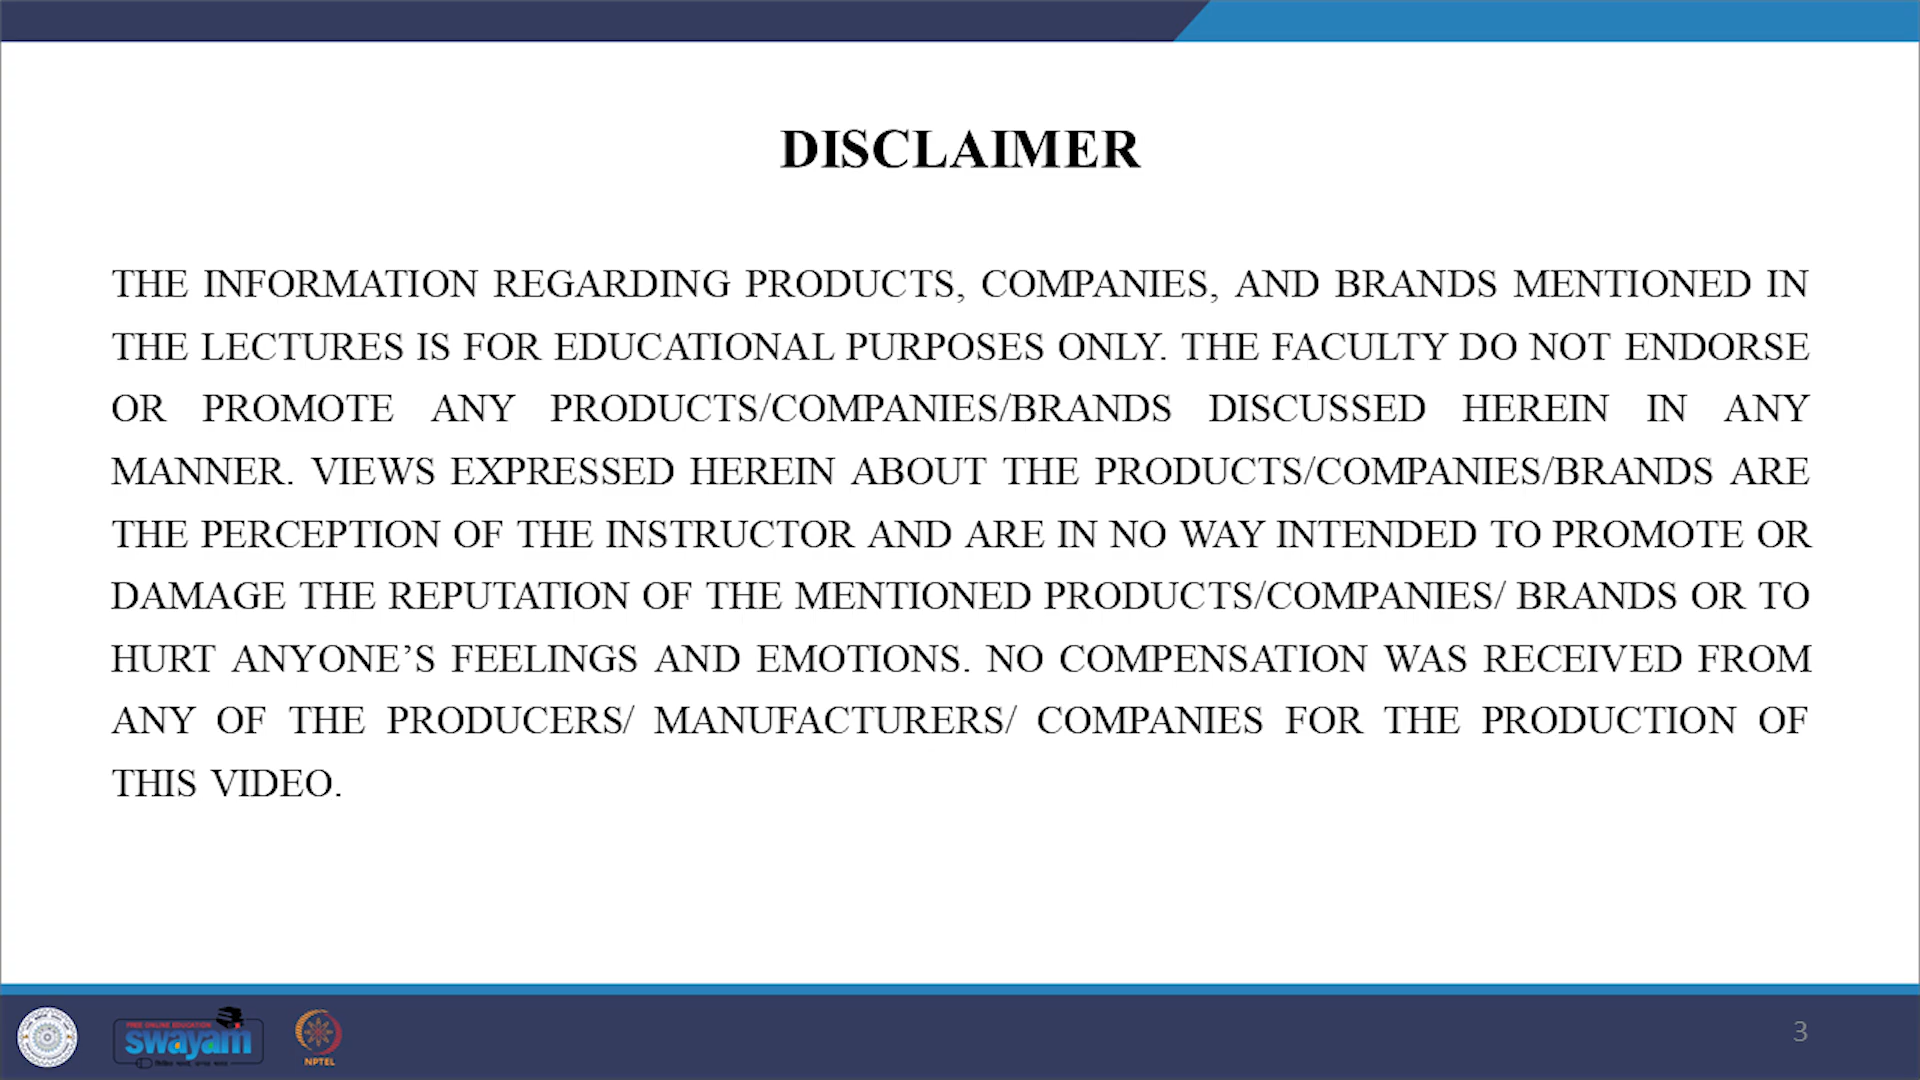 DISCLAIMER
THE INFORMATION REGARDING PRODUCTS, COMPANIES, AND BRANDS MENTIONED IN
THE LECTURES IS FOR EDUCATIONAL PURPOSES ONLY. THE FACULTY DO NOT ENDORSE
OR PROMOTE ANY PRODUCTS/COMPANIES/BRANDS DISCUSSED HEREIN IN ANY
MANNER. VIEWS EXPRESSED HEREIN ABOUT THE PRODUCTS/COMPANIES/BRANDS ARE
THE PERCEPTION OF THE INSTRUCTOR AND ARE IN NO WAY INTENDED TO PROMOTE OR
DAMAGE THE REPUTATION OF THE MENTIONED PRODUCTS/COMPANIES/ BRANDS OR TO
HURT ANYONE’S FEELINGS AND EMOTIONS. NO COMPENSATION WAS RECEIVED FROM
ANY OF THE PRODUCERS/ MANUFACTURERS/ COMPANIES FOR THE PRODUCTION OF
THIS VIDEO.
FREE ONLINE EDUCATION
swayam
NPTEL
3